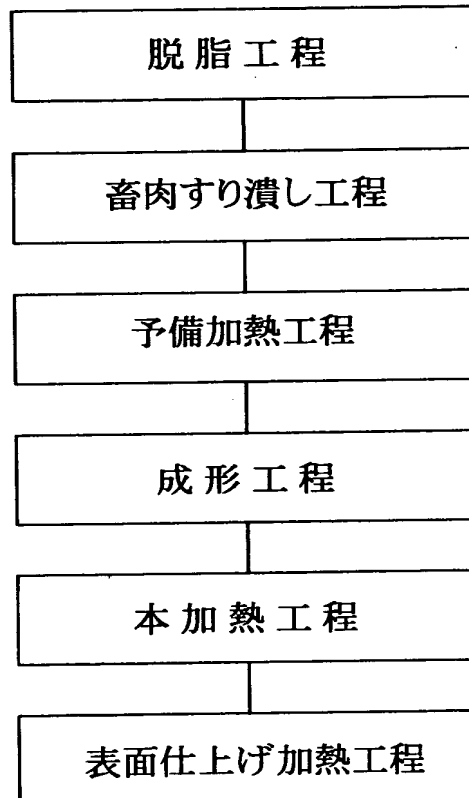 脱脂工程
畜肉すり潰し工程
予備加熱工程
成形工程
本加熱工程
表面仕上げ加熱工程